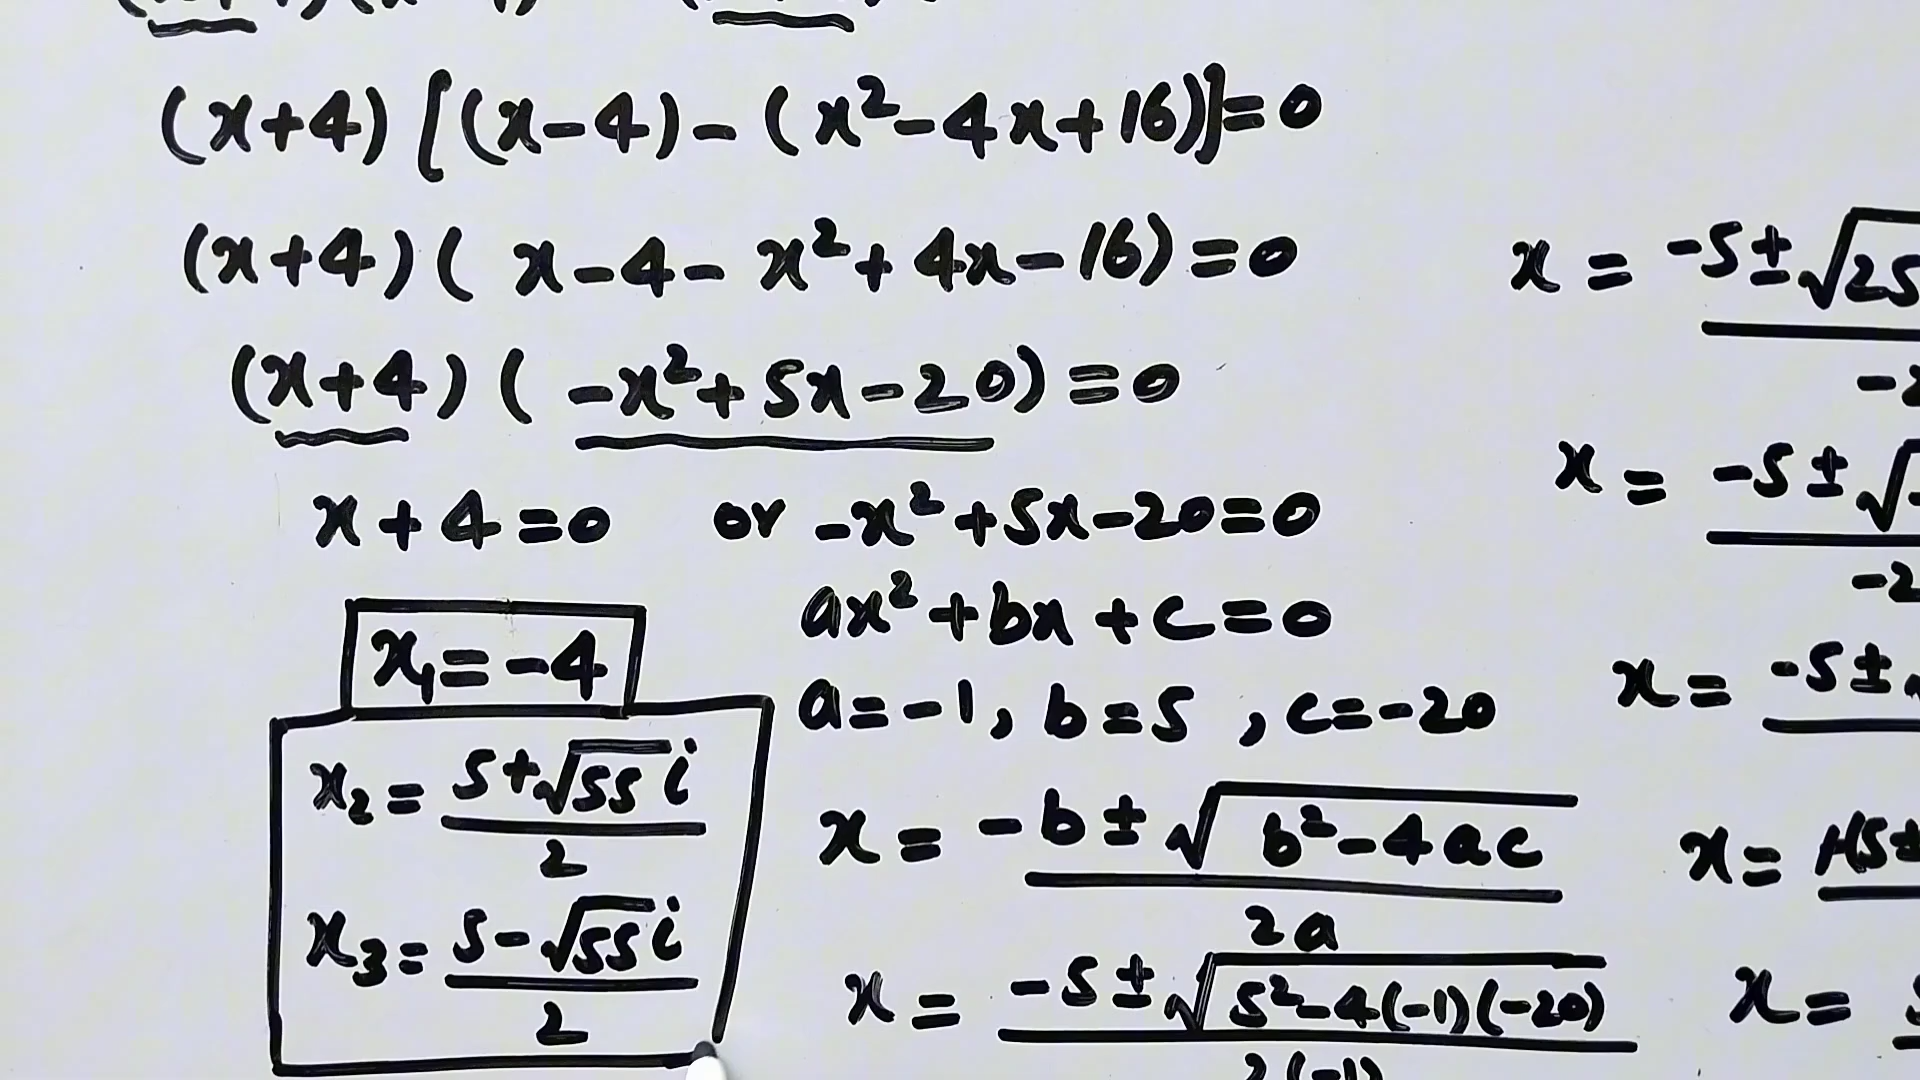 (x+4)[(x-4)-(x²-4x+16)]=0
(x+4)(x-4-x²+4x-16)=0
(x+4)(-x²+5x-20)=0
x+4=0 or -x²+5x-20=0
x₁=-4
x₂=(5+√55 i)/2
x₃=(5-√55 i)/2
ax²+bx+c=0
a=-1, b=5, c=-20
x=(-b±√(b²-4ac))/2a
x=(-5±√(5²-4(-1)(-20)))/2(-1)
x=-5±√25
x=-5±√
x=-5±
x=
x=